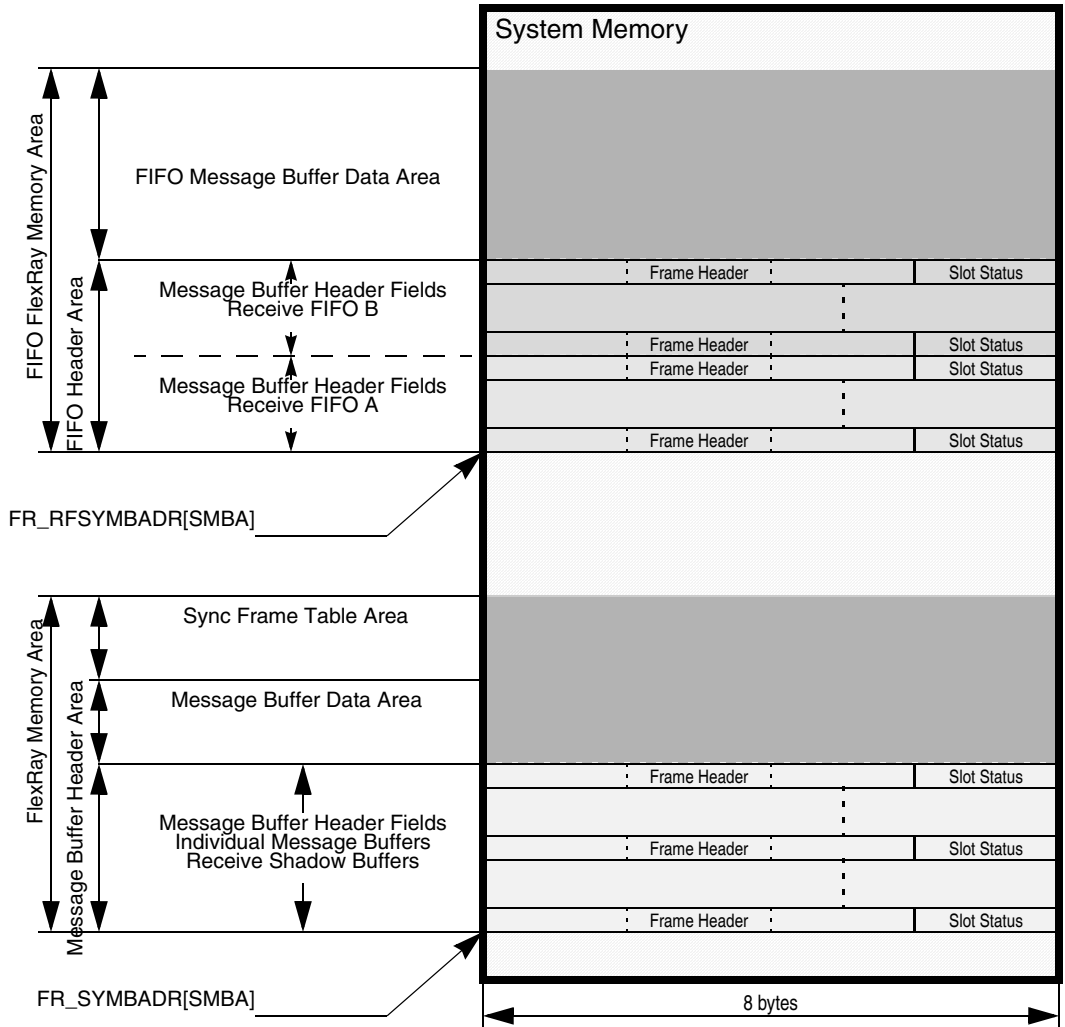 System Memory
FIFO FlexRay Memory Area
FIFO Header Area
FIFO Message Buffer Data Area
Message Buffer Header Fields
Receive FIFO B
Message Buffer Header Fields
Receive FIFO A
Frame Header
Slot Status
Frame Header
Slot Status
Frame Header
Slot Status
Frame Header
Slot Status
FR_RFSYMBADR[SMBA]
FlexRay Memory Area
Message Buffer Header Area
Sync Frame Table Area
Message Buffer Data Area
Message Buffer Header Fields
Individual Message Buffers
Receive Shadow Buffers
Frame Header
Slot Status
Frame Header
Slot Status
Frame Header
Slot Status
FR_SYMBADR[SMBA]
8 bytes